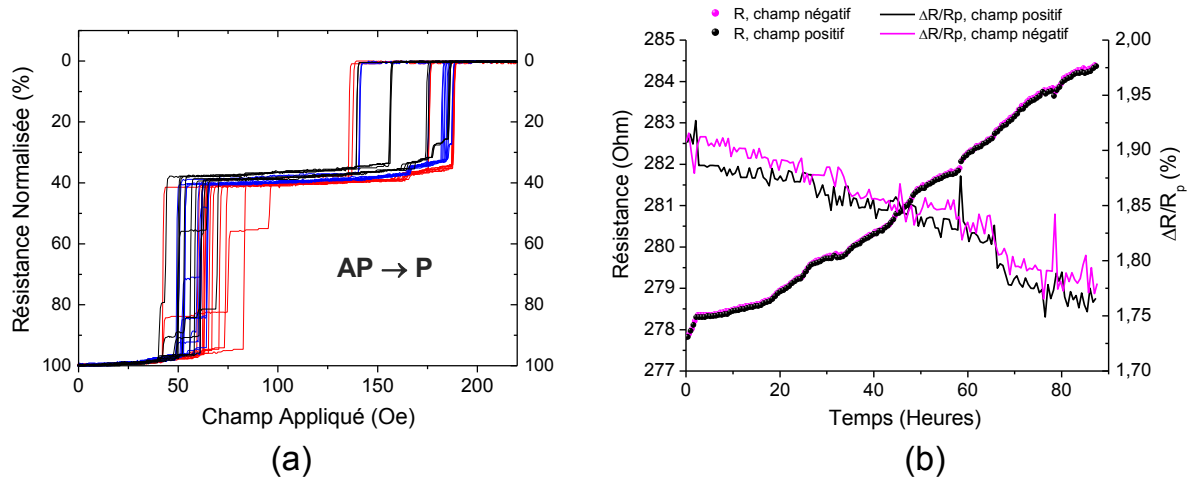 0
20
40
60
80
100
Résistance Normalisée (%)
0
20
40
60
80
100
AP → P
0 50 100 150 200
Champ Appliqué (Oe)
(a)
R, champ négatif
R, champ positif
ΔR/Rp, champ positif
ΔR/Rp, champ négatif
285
284
283
282
281
280
279
278
277
Résistance (Ohm)
2,00
1,95
1,90
1,85
1,80
1,75
1,70
ΔR/Rp (%)
0 20 40 60 80
Temps (Heures)
(b)